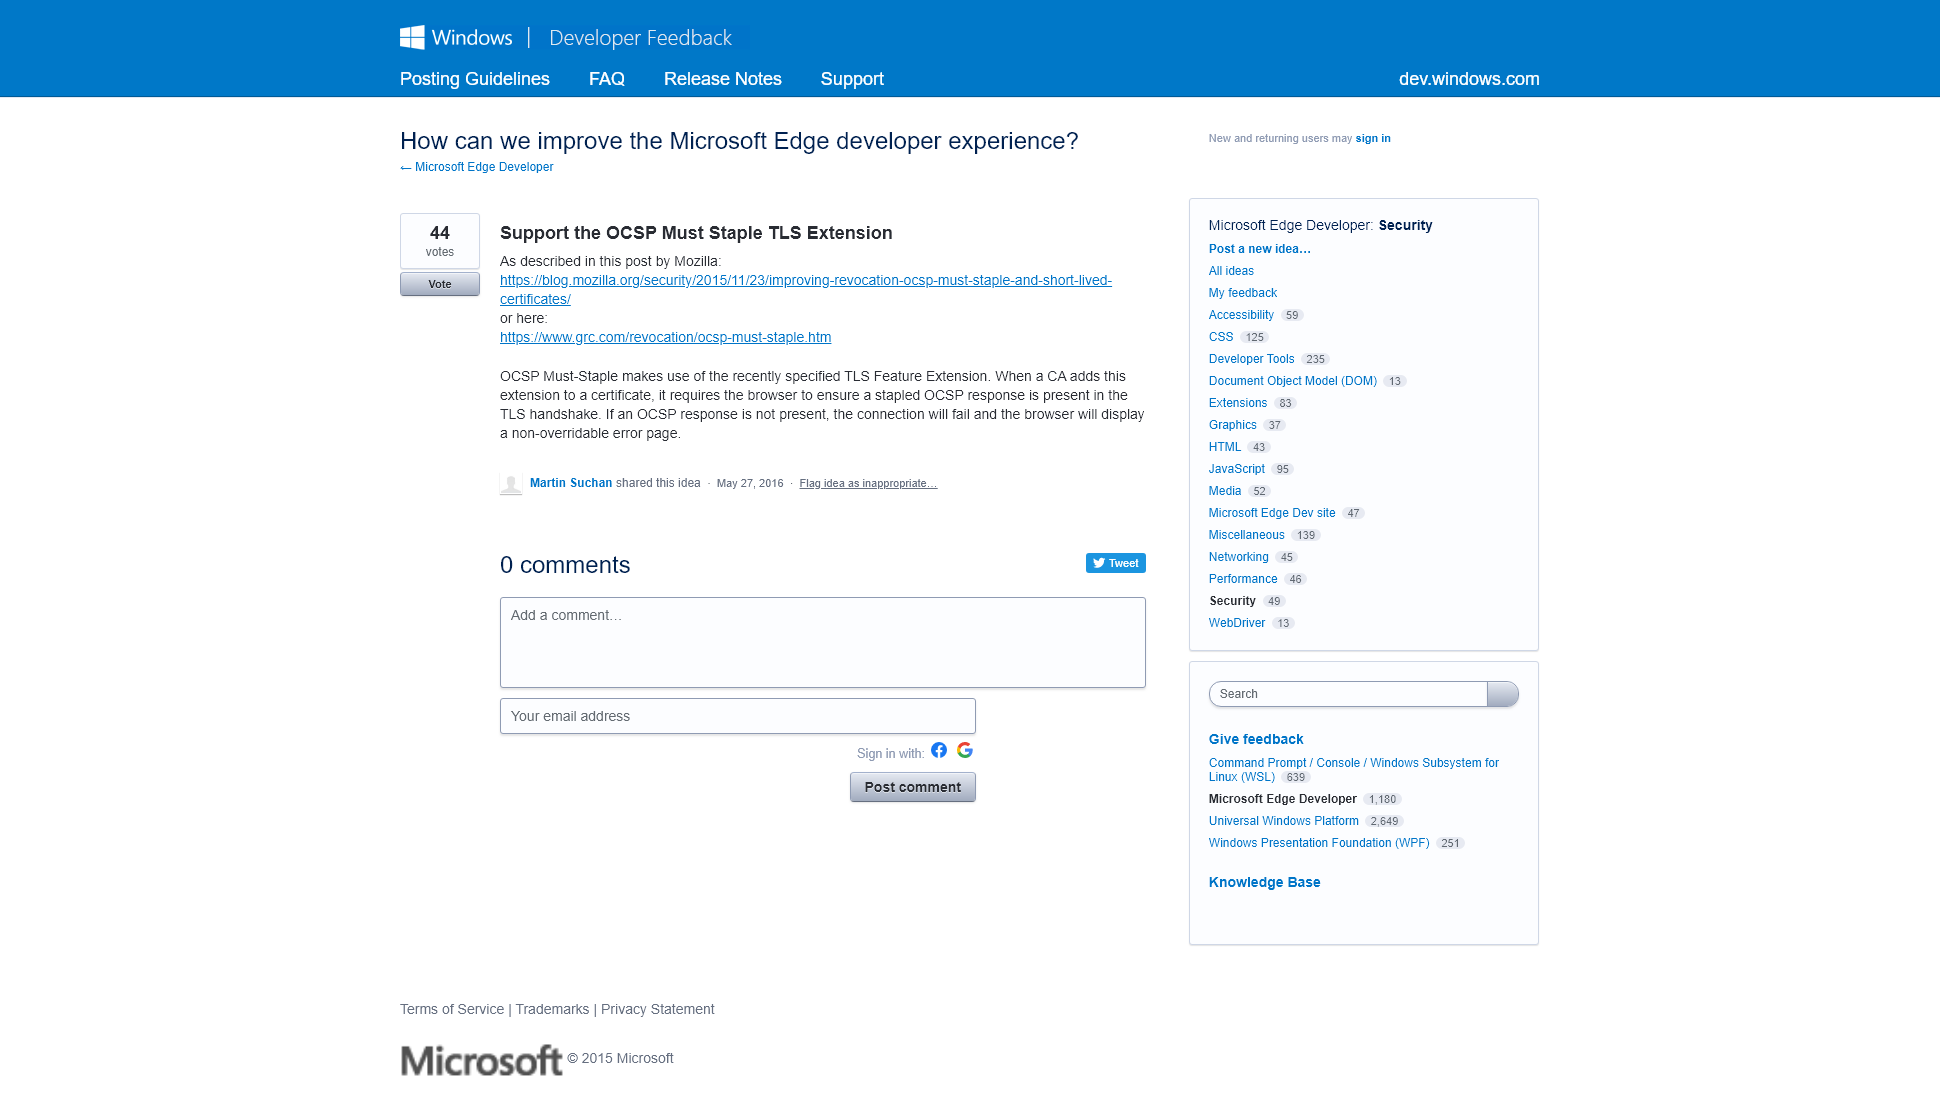 Windows | Developer Feedback
Posting Guidelines FAQ Release Notes Support dev.windows.com
How can we improve the Microsoft Edge developer experience?
← Microsoft Edge Developer
New and returning users may sign in
44
votes
Vote
Support the OCSP Must Staple TLS Extension
As described in this post by Mozilla:
https://blog.mozilla.org/security/2015/11/23/improving-revocation-ocsp-must-staple-and-short-lived-
certificates/
or here:
https://www.grc.com/revocation/ocsp-must-staple.htm
OCSP Must-Staple makes use of the recently specified TLS Feature Extension. When a CA adds this
extension to a certificate, it requires the browser to ensure a stapled OCSP response is present in the
TLS handshake. If an OCSP response is not present, the connection will fail and the browser will display
a non-overridable error page.
Martin Suchan shared this idea · May 27, 2016 · Flag idea as inappropriate…
0 comments
Tweet
Add a comment…
Your email address
Sign in with:
Post comment
Microsoft Edge Developer: Security
Post a new idea…
All ideas
My feedback
Accessibility 59
CSS 125
Developer Tools 235
Document Object Model (DOM) 13
Extensions 83
Graphics 37
HTML 43
JavaScript 95
Media 52
Microsoft Edge Dev site 47
Miscellaneous 139
Networking 45
Performance 46
Security 49
WebDriver 13
Search
Give feedback
Command Prompt / Console / Windows Subsystem for
Linux (WSL) 639
Microsoft Edge Developer 1,180
Universal Windows Platform 2,649
Windows Presentation Foundation (WPF) 251
Knowledge Base
Terms of Service | Trademarks | Privacy Statement
Microsoft © 2015 Microsoft